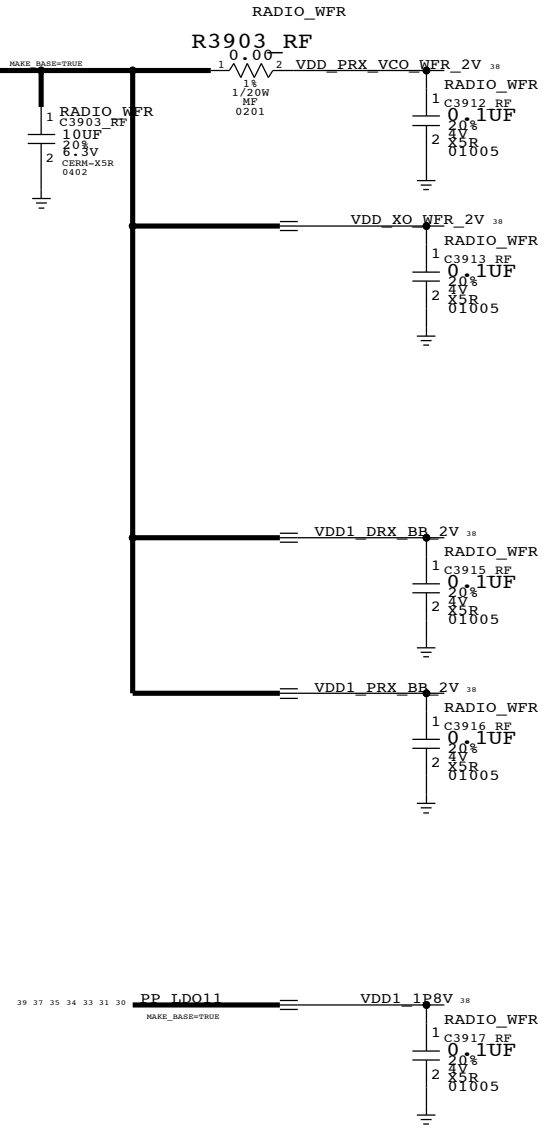 RADIO_WFR
R3903_RF
0.00
MAKE_BASE=TRUE
1
2
VDD_PRX_VCO_WFR_2V 38
1%
1/20W
MF
0201
RADIO_WFR
1
C3912_RF
0.1UF
20%
4V
X5R
01005
RADIO_WFR
1
C3903_RF
10UF
20%
6.3V
2
CERM-X5R
0402
2
VDD_XO_WFR_2V 38
RADIO_WFR
1
C3913_RF
0.1UF
20%
4V
2
X5R
01005
VDD1_DRX_BB_2V 38
RADIO_WFR
1
C3915_RF
0.1UF
20%
4V
2
X5R
01005
VDD1_PRX_BB_2V 38
RADIO_WFR
1
C3916_RF
0.1UF
20%
4V
2
X5R
01005
39 37 35 34 33 31 30
PP_LDO11
VDD1_1P8V 38
MAKE_BASE=TRUE
RADIO_WFR
1
C3917_RF
0.1UF
20%
4V
2
X5R
01005